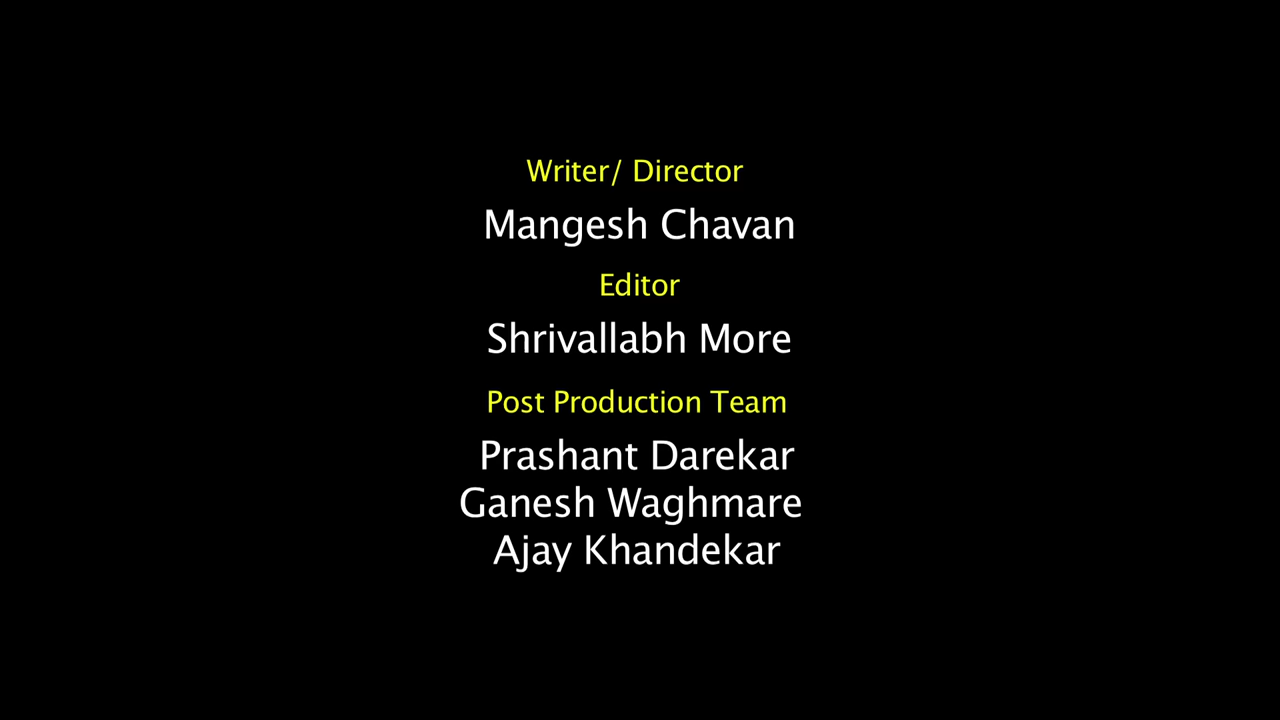 Writer/ Director
Mangesh Chavan
Editor
Shrivallabh More
Post Production Team
Prashant Darekar
Ganesh Waghmare
Ajay Khandekar